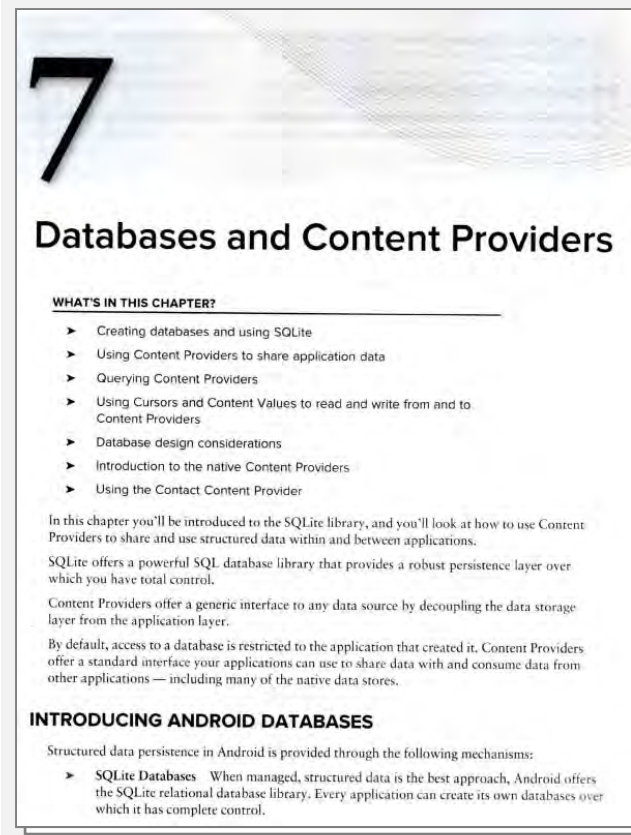 7
Databases and Content Providers
WHAT'S IN THIS CHAPTER?
➤ Creating databases and using SQLite
➤ Using Content Providers to share application data
➤ Querying Content Providers
➤ Using Cursors and Content Values to read and write from and to
Content Providers
➤ Database design considerations
➤ Introduction to the native Content Providers
➤ Using the Contact Content Provider
In this chapter you'll be introduced to the SQLite library, and you'll look at how to use Content
Providers to share and use structured data within and between applications.
SQLite offers a powerful SQL database library that provides a robust persistence layer over
which you have total control.
Content Providers offer a generic interface to any data source by decoupling the data storage
layer from the application layer.
By default, access to a database is restricted to the application that created it. Content Providers
offer a standard interface your applications can use to share data with and consume data from
other applications — including many of the native data stores.
INTRODUCING ANDROID DATABASES
Structured data persistence in Android is provided through the following mechanisms:
➤ SQLite Databases When managed, structured data is the best approach, Android offers
the SQLite relational database library. Every application can create its own databases over
which it has complete control.